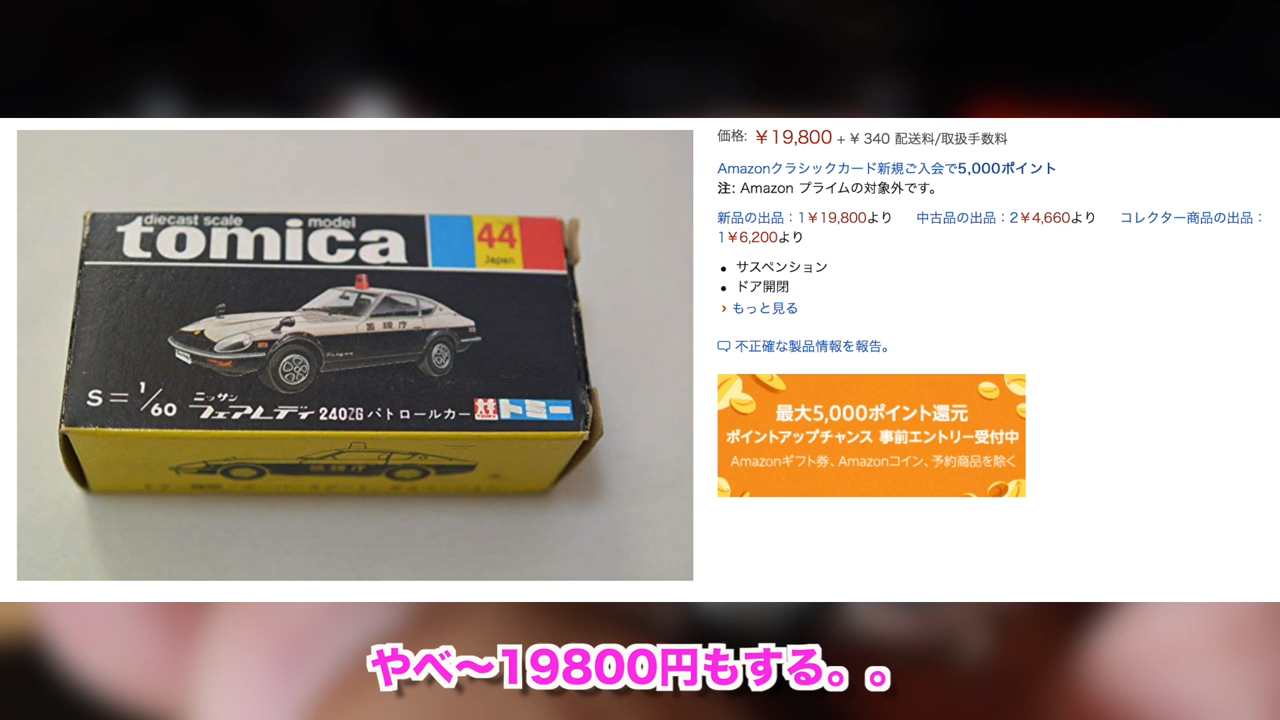 diecast scale model
tomica
44
Japan
警視庁
S=1/60
ニッサン
フェアレディ 240ZG パトロールカー
TOMY
トミー
警視庁
価格: ￥19,800 + ¥ 340 配送料/取扱手数料
Amazonクラシックカード新規ご入会で5,000ポイント
注: Amazon プライムの対象外です。
新品の出品：1￥19,800より 中古品の出品：2￥4,660より コレクター商品の出品：
1￥6,200より
• サスペンション
• ドア開閉
› もっと見る
不正確な製品情報を報告。
最大5,000ポイント還元
ポイントアップチャンス 事前エントリー受付中
Amazonギフト券、Amazonコイン、予約商品を除く
やべ〜19800円もする。。